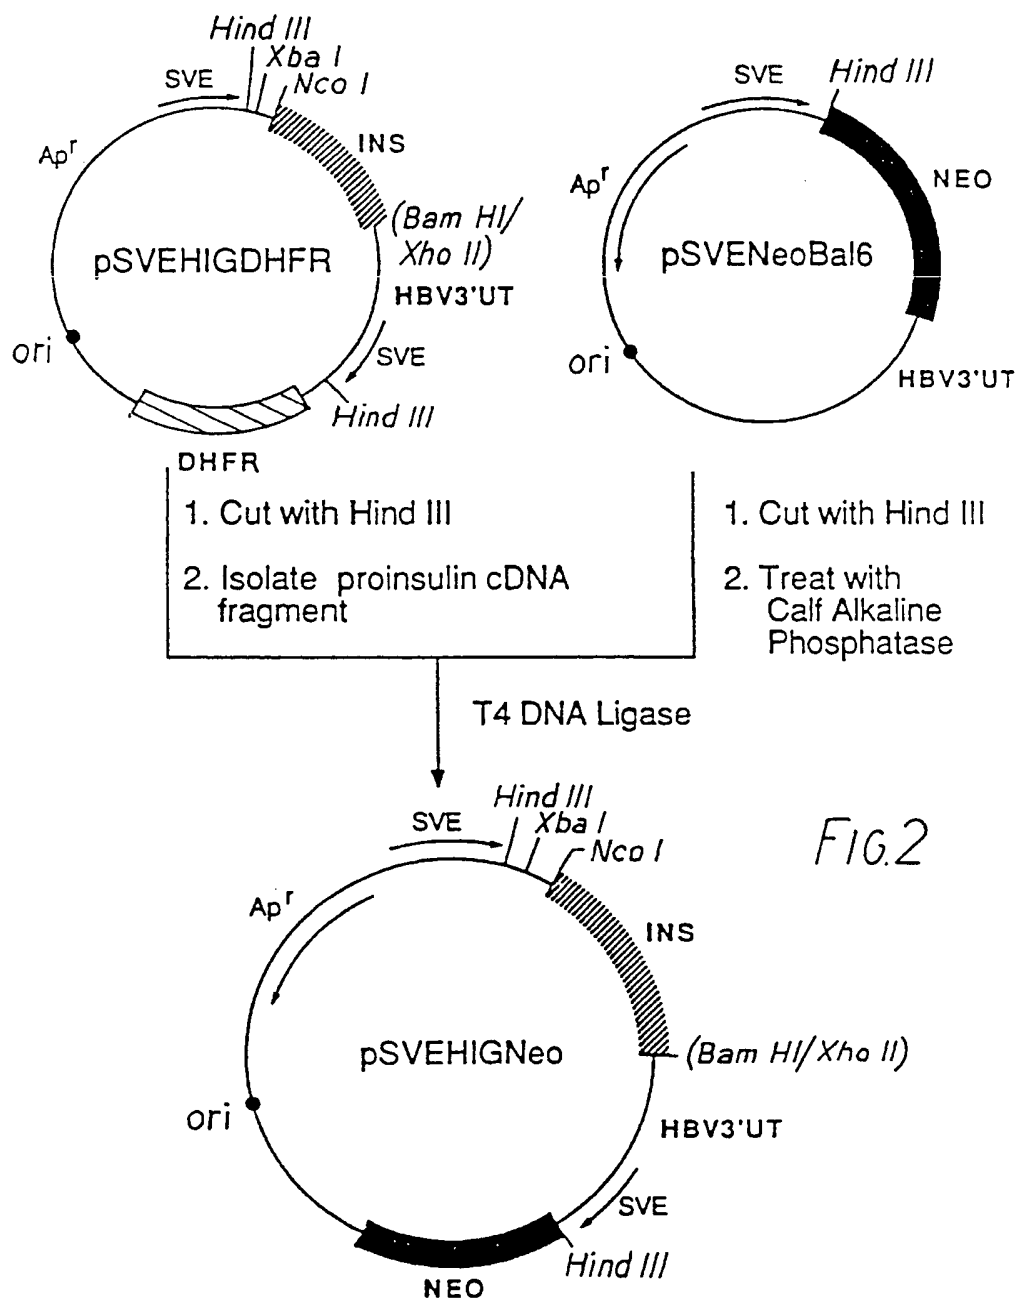 Hind III
Xba I
Nco I
SVE
Ap^r
INS
(Bam HI/
Xho II)
pSVEHIGDHFR
HBV3'UT
ori
SVE
Hind III
DHFR
SVE
Hind III
Ap^r
NEO
pSVENeoBal6
ori
HBV3'UT
1. Cut with Hind III
2. Isolate proinsulin cDNA
fragment
1. Cut with Hind III
2. Treat with
Calf Alkaline
Phosphatase
T4 DNA Ligase
Hind III
SVE
Xba I
Nco I
FIG.2
Ap^r
INS
pSVEHIGNeo
(Bam HI/Xho II)
ori
HBV3'UT
SVE
Hind III
NEO